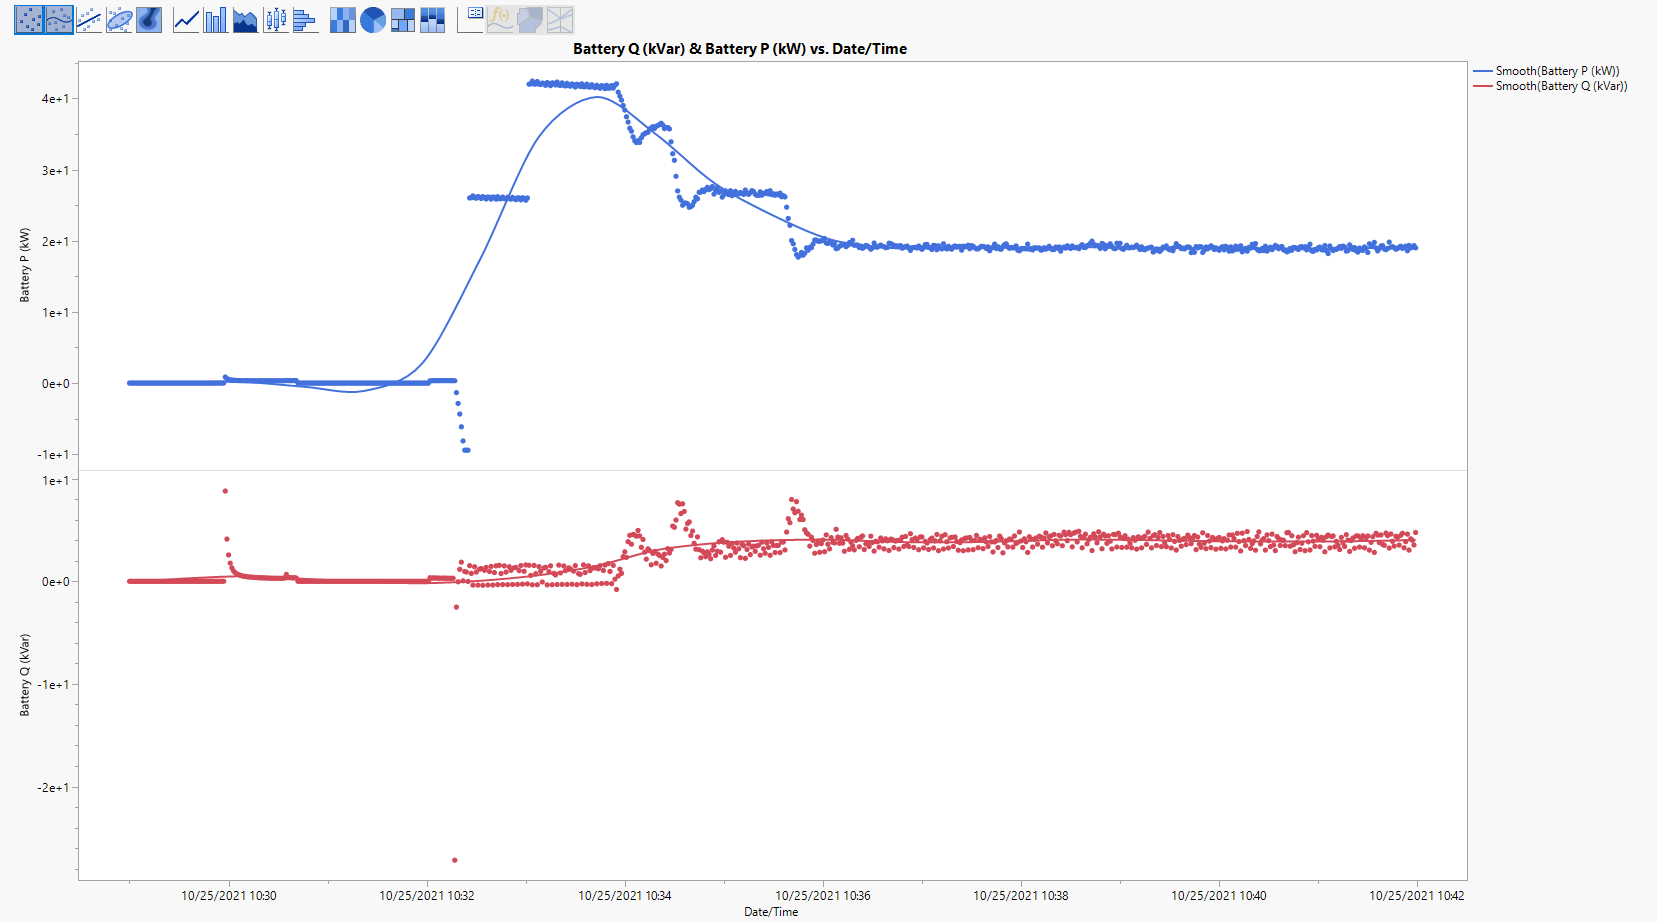 Battery Q (kVar) & Battery P (kW) vs. Date/Time
Smooth(Battery P (kW))
Smooth(Battery Q (kVar))
Battery P (kW)
4e+1
3e+1
2e+1
1e+1
0e+0
-1e+1
Battery Q (kVar)
1e+1
0e+0
-1e+1
-2e+1
10/25/2021 10:30
10/25/2021 10:32
10/25/2021 10:34
10/25/2021 10:36
10/25/2021 10:38
10/25/2021 10:40
10/25/2021 10:42
Date/Time